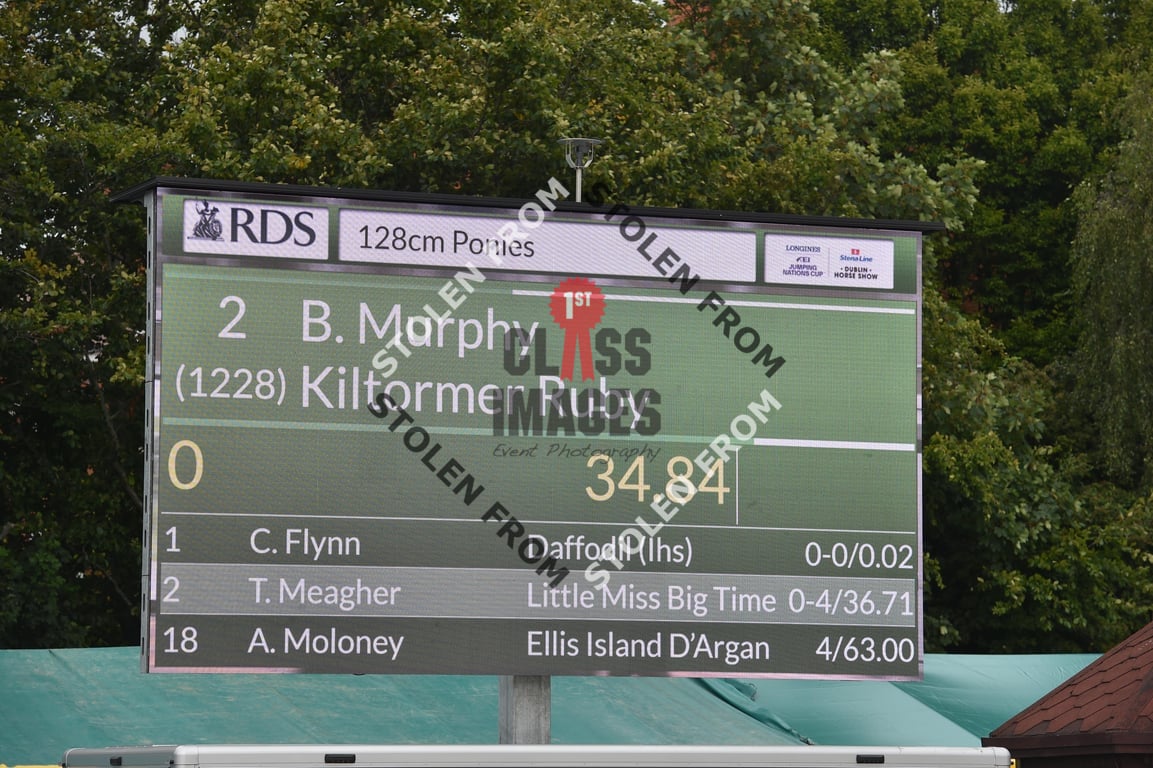 RDS
128cm Ponies
LONGINES
FEI
JUMPING
NATIONS CUP
StenaLine
• DUBLIN •
HORSE SHOW
2 B. Murphy
(1228) Kiltormer Ruby
0 34.84
1 C. Flynn Daffodil (Ihs) 0-0/0.02
2 T. Meagher Little Miss Big Time 0-4/36.71
18 A. Moloney Ellis Island D'Argan 4/63.00
1ST
CLASS
IMAGES
Event Photography
STOLEN FROM
STOLEN FROM
STOLEN FROM
STOLEN FROM